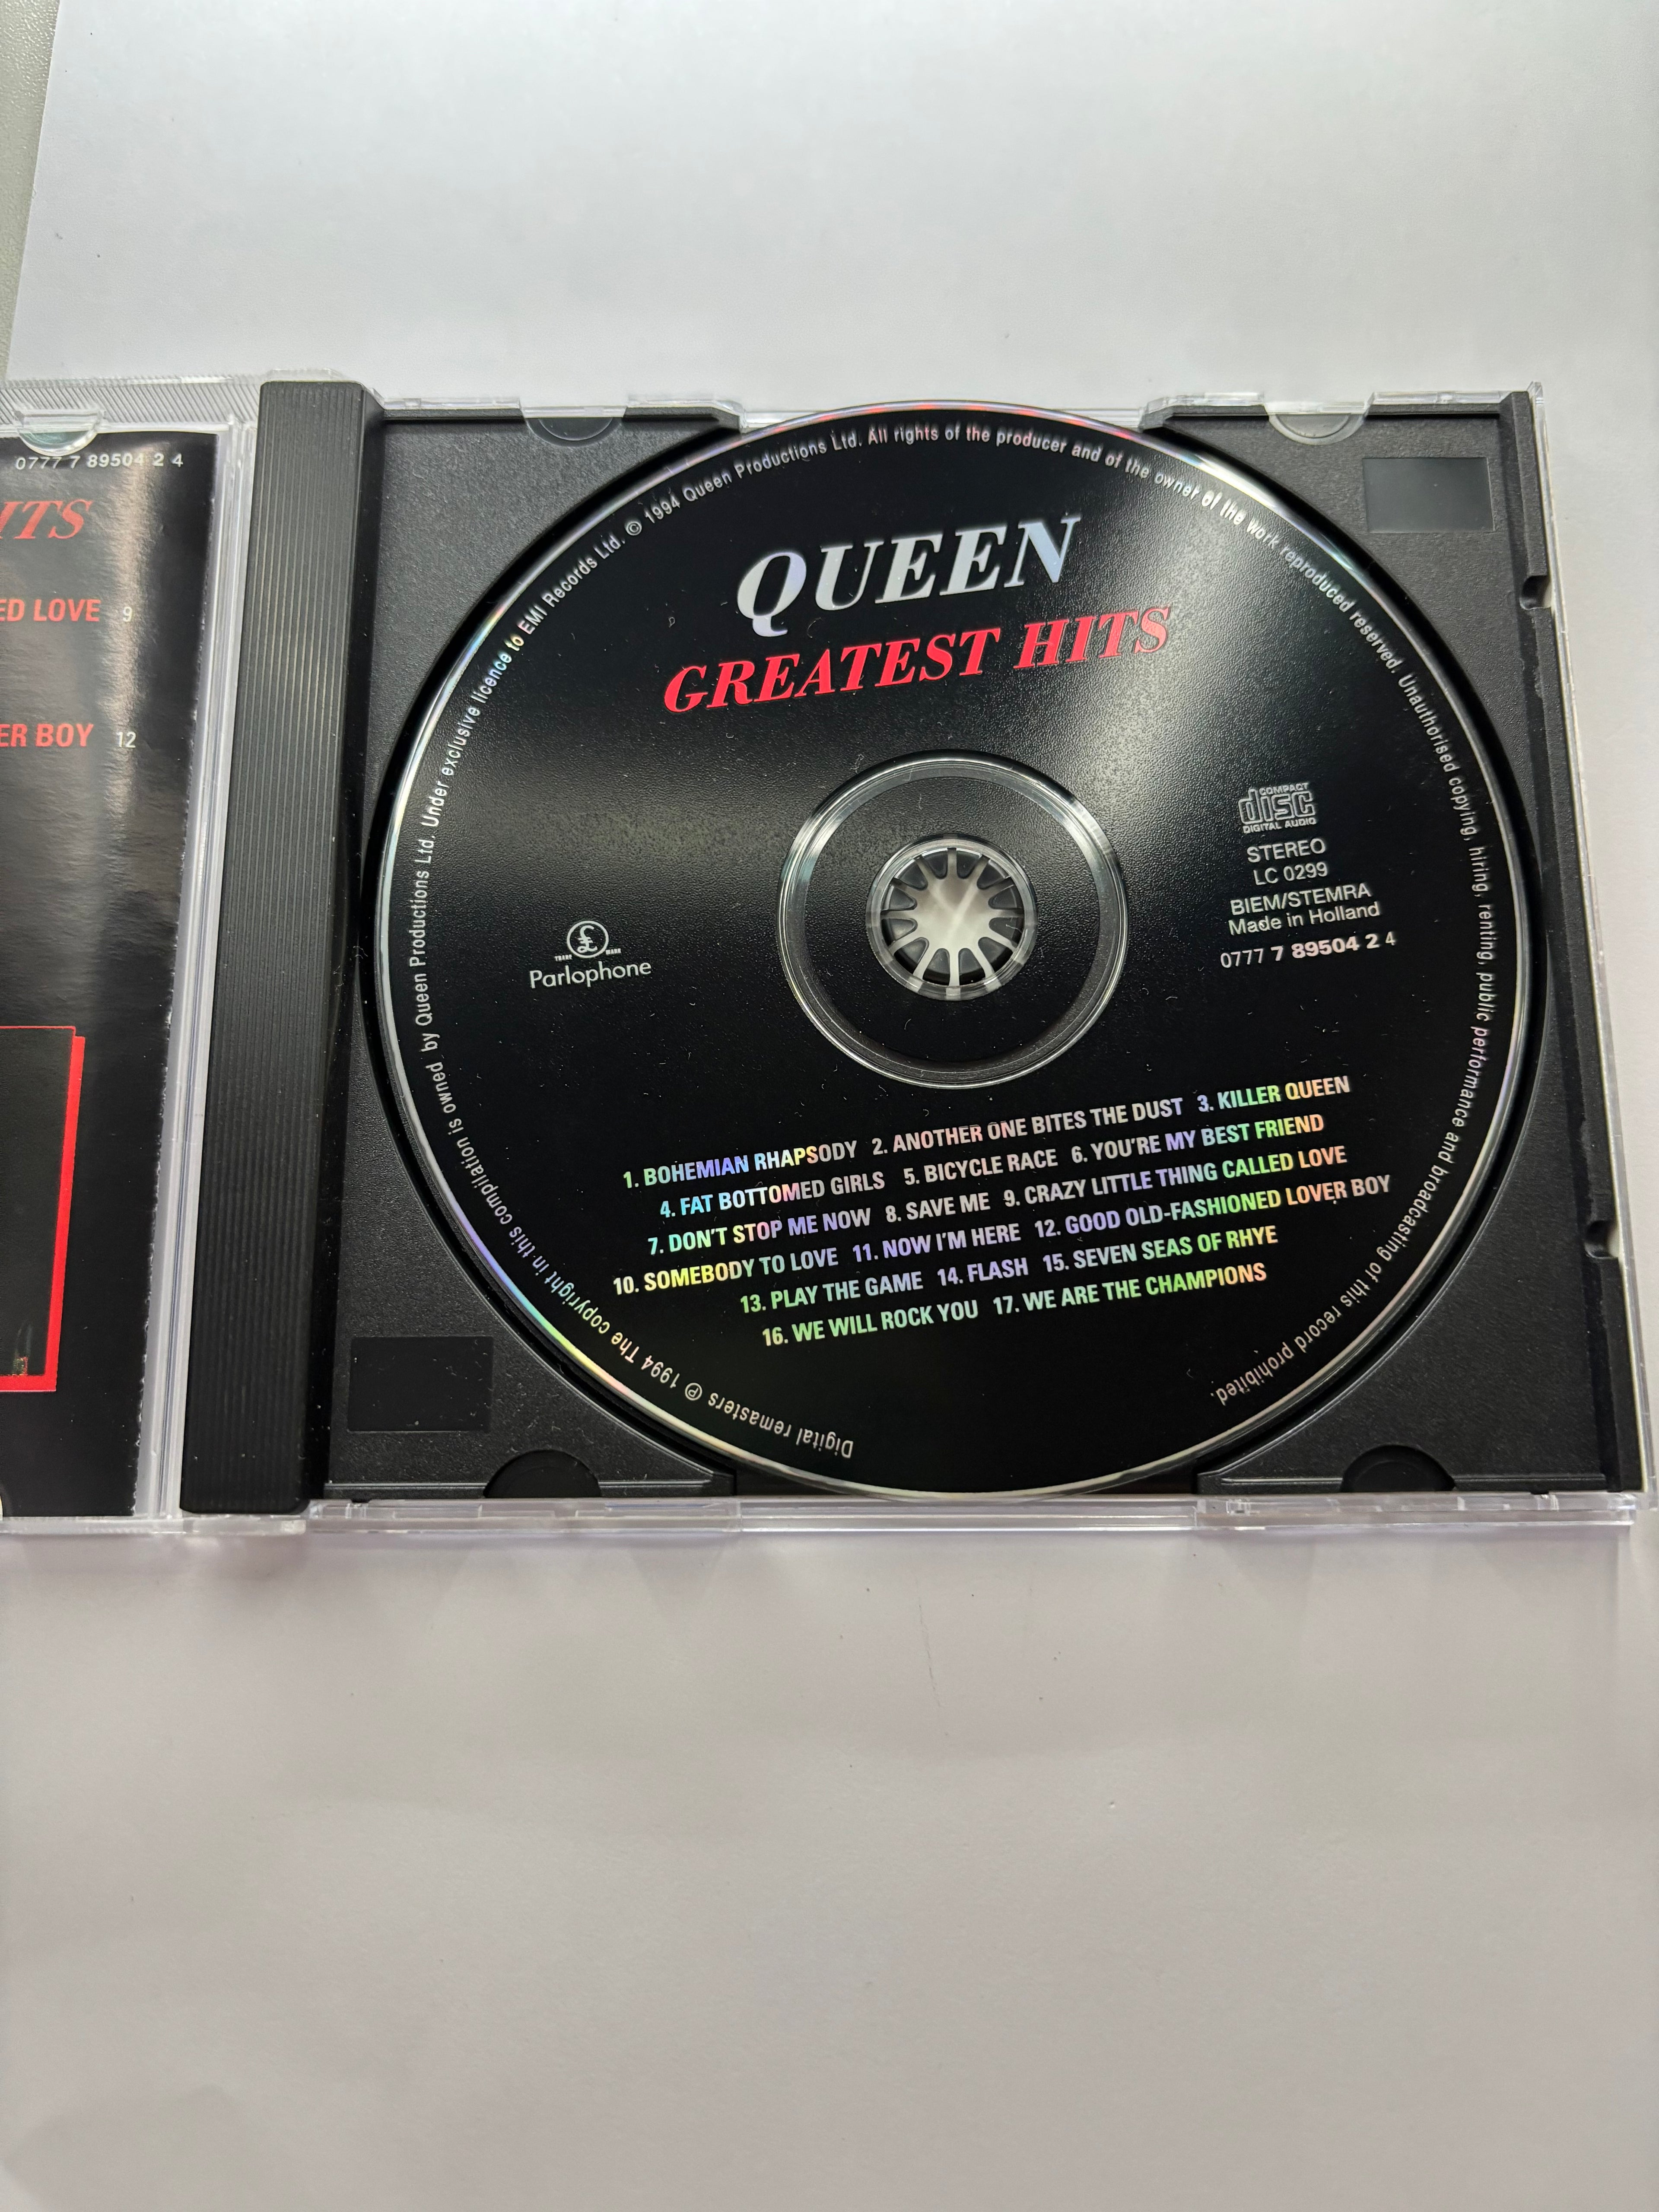 0777 7 89504 2 4
ITS
ED LOVE 9
ER BOY 12
Digital remasters ℗ 1994 The copyright in this compilation is owned by Queen Productions Ltd. Under exclusive licence to EMI Records Ltd. © 1994 Queen Productions Ltd. All rights of the producer and of the owner of the work reproduced reserved. Unauthorised copying, hiring, renting, public performance and broadcasting of this record prohibited.
QUEEN
GREATEST HITS
COMPACT
disc
DIGITAL AUDIO
STEREO
LC 0299
BIEM/STEMRA
Made in Holland
0777 7 89504 2 4
£
TRADE MARK
Parlophone
1. BOHEMIAN RHAPSODY 2. ANOTHER ONE BITES THE DUST 3. KILLER QUEEN
4. FAT BOTTOMED GIRLS 5. BICYCLE RACE 6. YOU'RE MY BEST FRIEND
7. DON'T STOP ME NOW 8. SAVE ME 9. CRAZY LITTLE THING CALLED LOVE
10. SOMEBODY TO LOVE 11. NOW I'M HERE 12. GOOD OLD-FASHIONED LOVER BOY
13. PLAY THE GAME 14. FLASH 15. SEVEN SEAS OF RHYE
16. WE WILL ROCK YOU 17. WE ARE THE CHAMPIONS